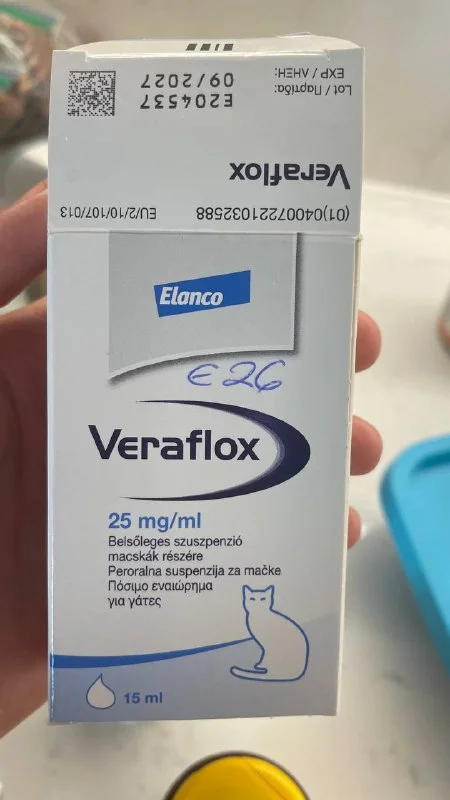 Lot / Παρτίδα: E204537
EXP / ΛΗΞΗ: 09/2027
Veraflox
(01)04007221032588 EU/2/10/107/013
Elanco
€26
Veraflox
25 mg/ml
Belsőleges szuszpenzió
macskák részére
Peroralna suspenzija za mačke
Πόσιμο εναιώρημα
για γάτες
15 ml